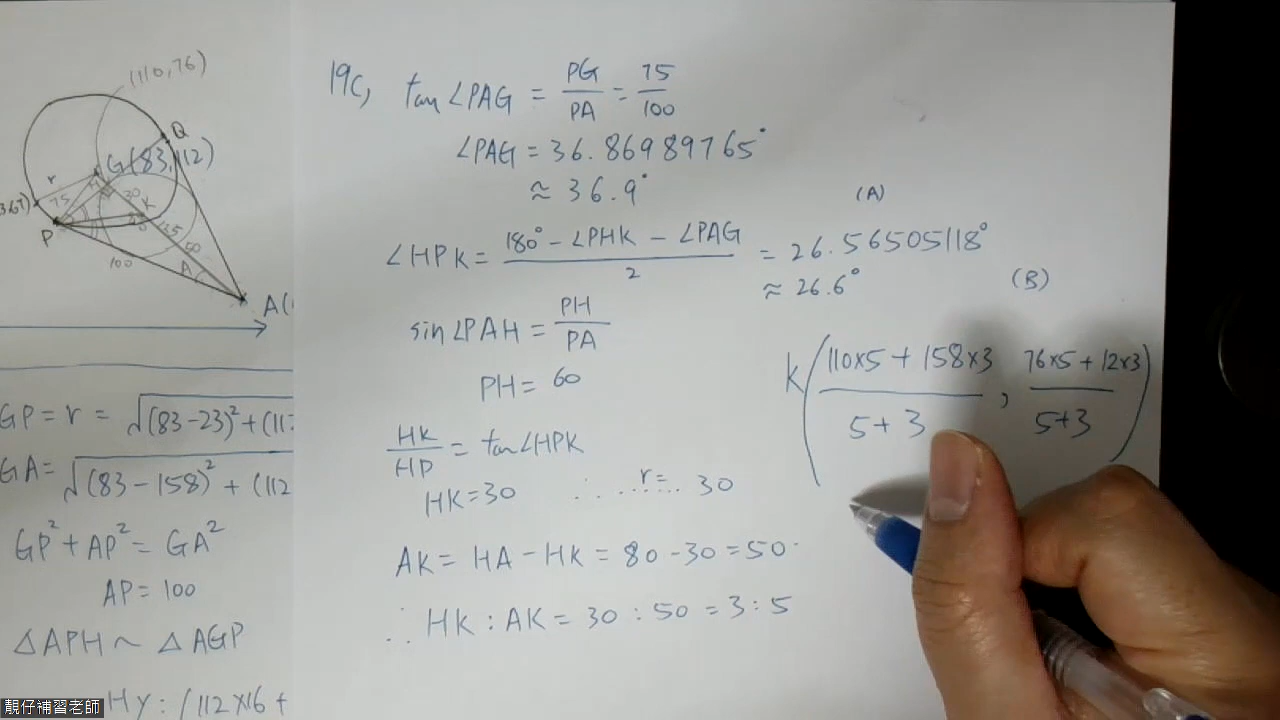 (110,76)
Q
G(83,112)
r
75
30
K
P
100
50
A
A(
GP = r = √(83-23)²+(11
GA = √(83-158)²+(112
GP²+AP²=GA²
AP=100
△APH ~ △AGP
Hy: (112×16 +
19c,
tan∠PAG = PG/PA = 75/100
∠PAG = 36.86989765°
≈ 36.9°
(A)
∠HPK = (180° - ∠PHK - ∠PAG)/2 = 26.56505118°
≈ 26.6°
(B)
sin∠PAH = PH/PA
PH = 60
HK/HP = tan∠HPK
HK=30
r= 30
AK = HA - HK = 80 - 30 = 50
∴ HK : AK = 30 : 50 = 3 : 5
K((110×5 + 158×3)/(5+3), (76×5 + 12×3)/(5+3))
靚仔補習老師